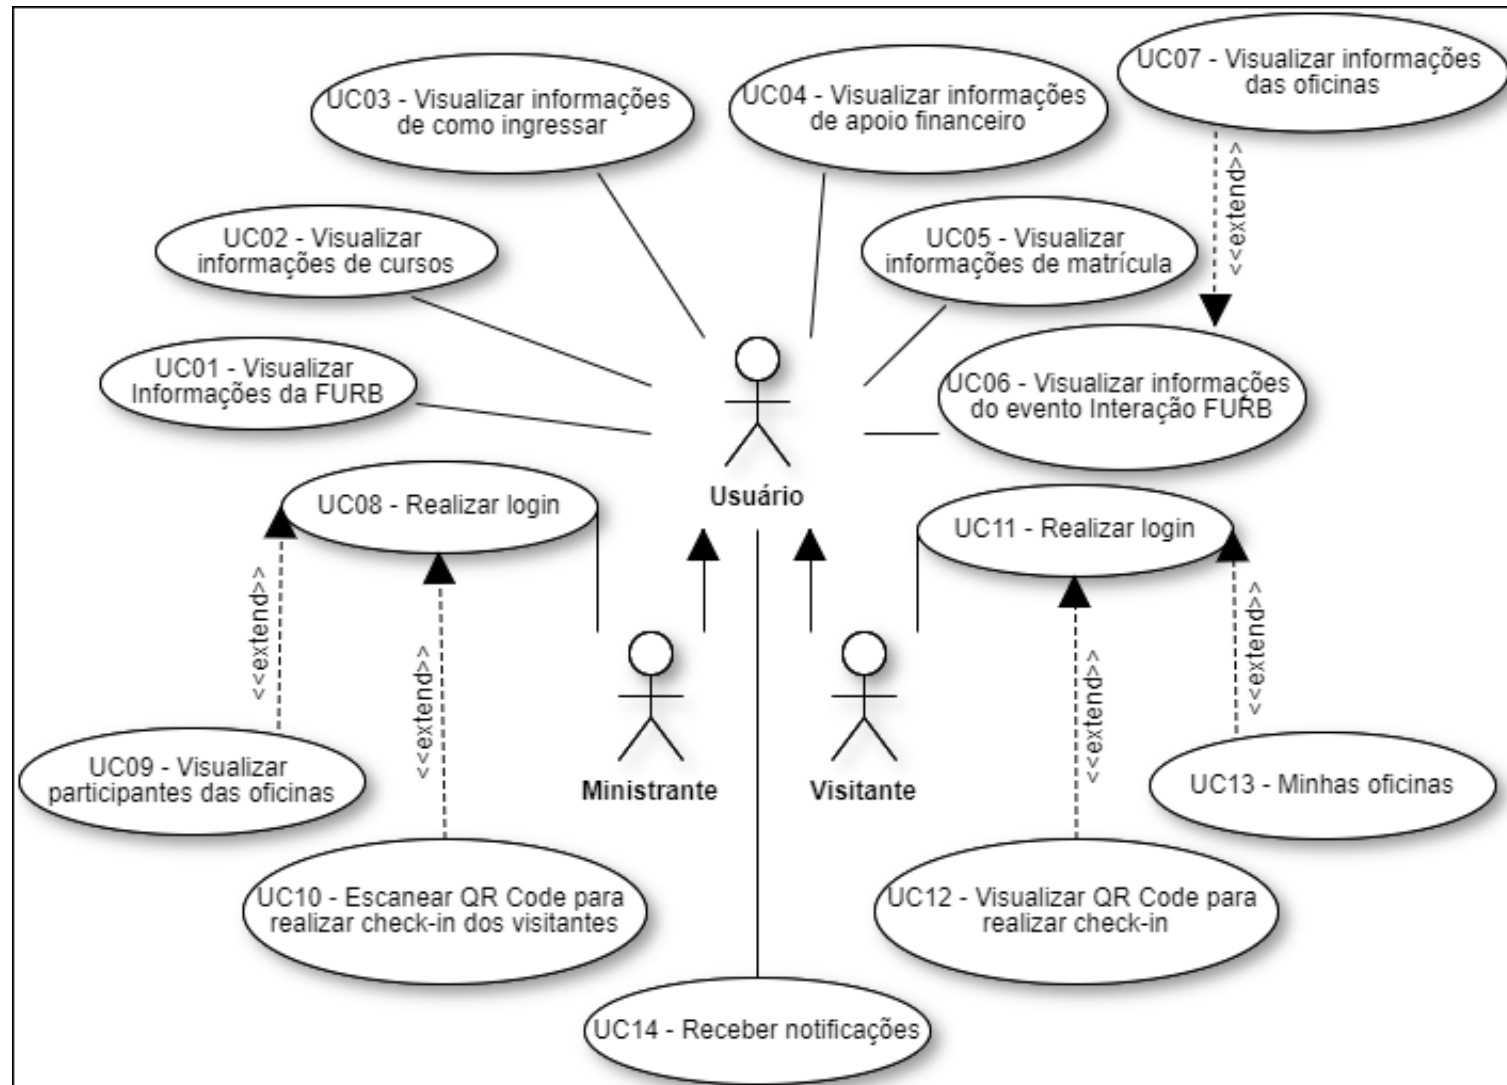 UC03 - Visualizar informações
de como ingressar
UC04 - Visualizar informações
de apoio financeiro
UC07 - Visualizar informações
das oficinas
<<extend>>
UC02 - Visualizar
informações de cursos
UC05 - Visualizar
informações de matrícula
UC01 - Visualizar
Informações da FURB
UC06 - Visualizar informações
do evento Interação FURB
Usuário
UC08 - Realizar login
UC11 - Realizar login
<<extend>>
<<extend>>
<<extend>>
<<extend>>
Ministrante
Visitante
UC09 - Visualizar
participantes das oficinas
UC13 - Minhas oficinas
UC10 - Escanear QR Code para
realizar check-in dos visitantes
UC12 - Visualizar QR Code para
realizar check-in
UC14 - Receber notificações